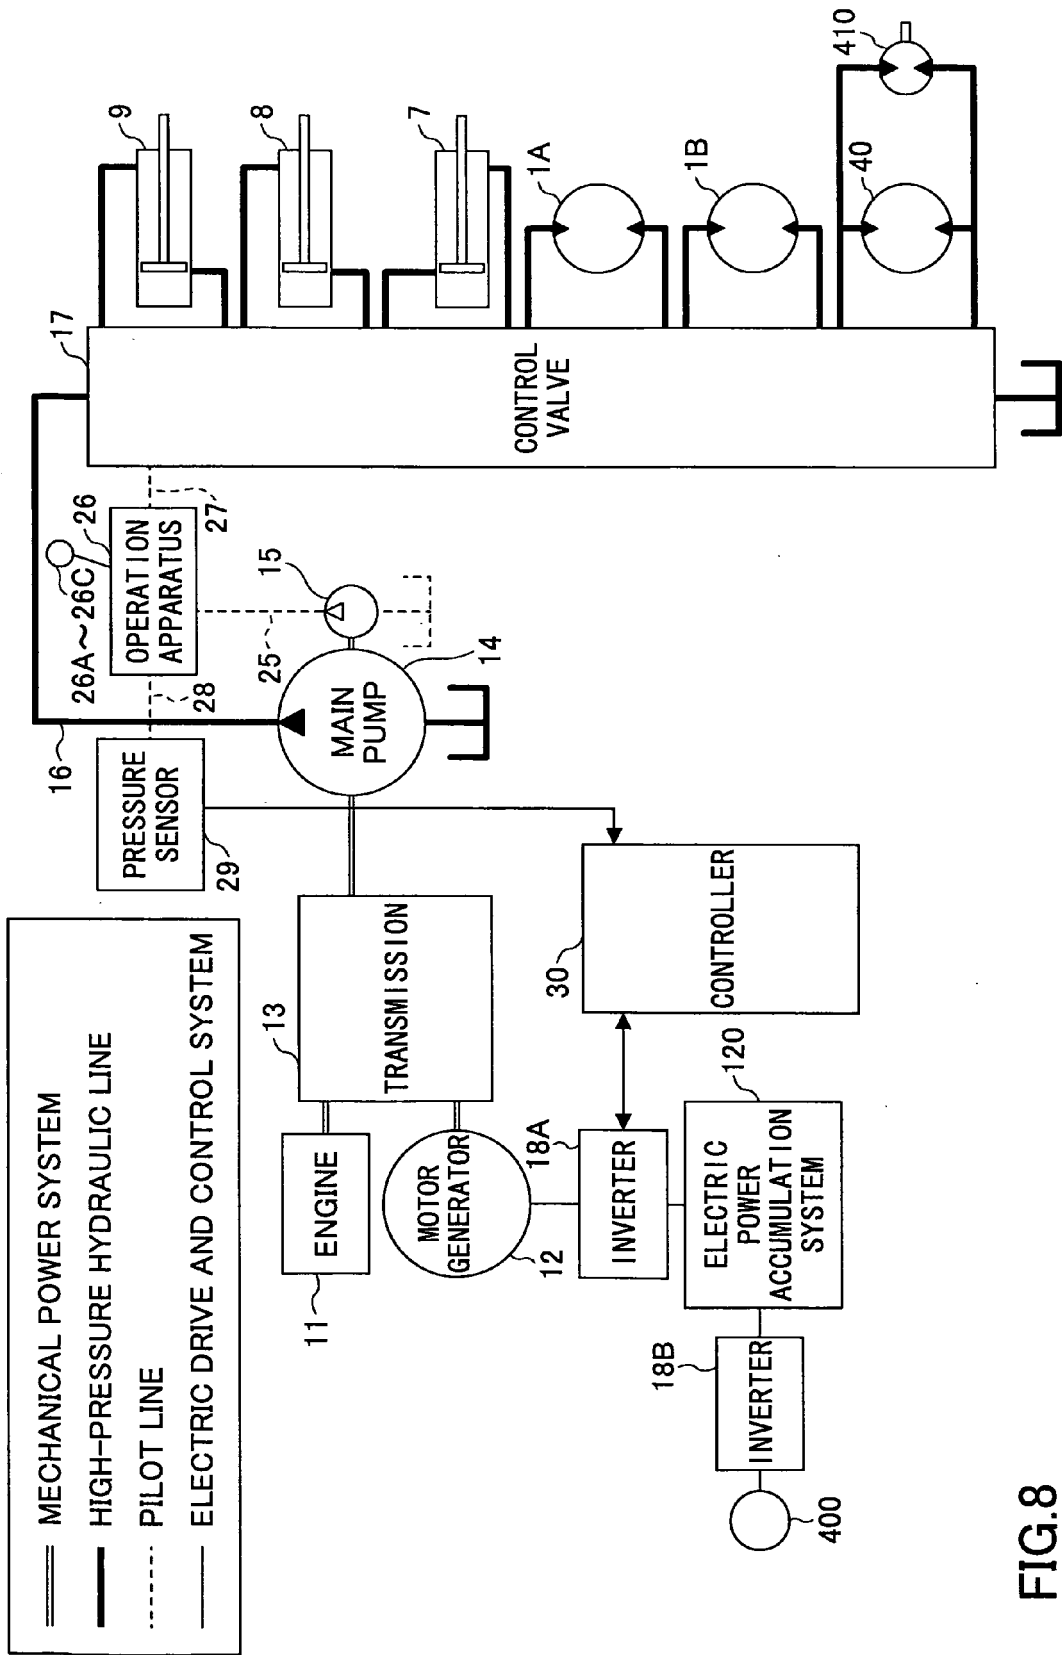 MECHANICAL POWER SYSTEM
HIGH-PRESSURE HYDRAULIC LINE
PILOT LINE
ELECTRIC DRIVE AND CONTROL SYSTEM
16
26A~26C
26
OPERATION
APPARATUS
27
28
PRESSURE
SENSOR
29
25
15
MAIN
PUMP
14
17
CONTROL
VALVE
9
8
7
1A
1B
40
410
13
TRANSMISSION
ENGINE
11
MOTOR
GENERATOR
12
18A
INVERTER
30
CONTROLLER
120
ELECTRIC
POWER
ACCUMULATION
SYSTEM
18B
INVERTER
400
FIG.8